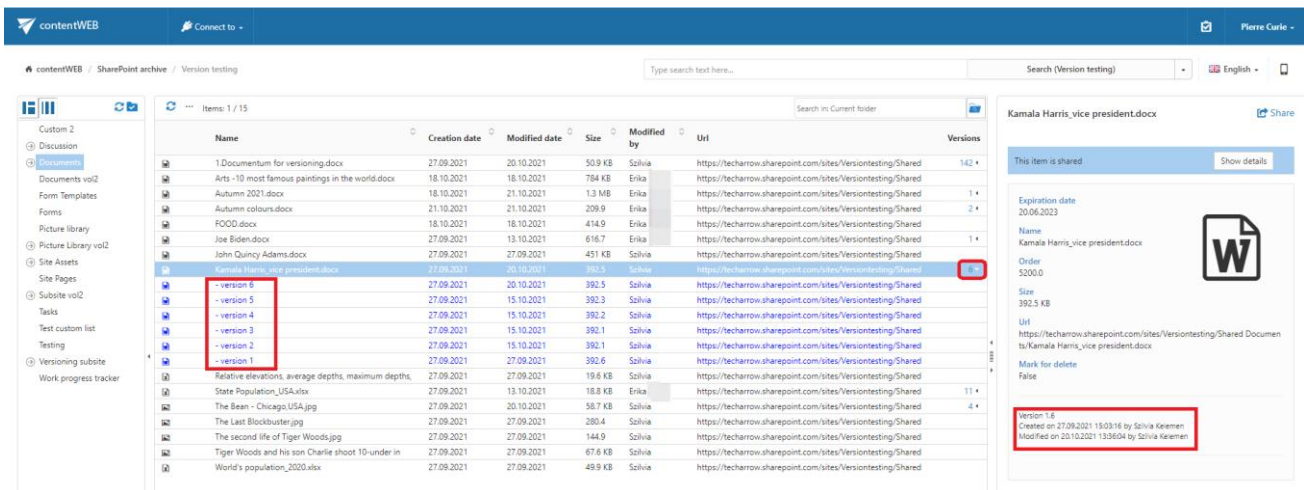 contentWEB
Connect to
Pierre Curie
contentWEB / SharePoint archive / Version testing
Type search text here...
Search (Version testing)
English
Items: 1 / 15
Search in: Current folder
Custom 2
Discussion
Documents
Documents vol2
Form Templates
Forms
Picture library
Picture Library vol2
Site Assets
Site Pages
Subsite vol2
Tasks
Test custom list
Testing
Versioning subsite
Work progress tracker
Name Creation date Modified date Size Modified by Url Versions
1.Documentum for versioning.docx 27.09.2021 20.10.2021 50.9 KB Szilvia https://techarrow.sharepoint.com/sites/Versiontesting/Shared 142
Arts -10 most famous paintings in the world.docx 18.10.2021 18.10.2021 784 KB Erika https://techarrow.sharepoint.com/sites/Versiontesting/Shared
Autumn 2021.docx 18.10.2021 21.10.2021 1.3 MB Erika https://techarrow.sharepoint.com/sites/Versiontesting/Shared 1
Autumn colours.docx 21.10.2021 21.10.2021 209.9 Erika https://techarrow.sharepoint.com/sites/Versiontesting/Shared 2
FOOD.docx 18.10.2021 18.10.2021 414.9 Erika https://techarrow.sharepoint.com/sites/Versiontesting/Shared
Joe Biden.docx 27.09.2021 13.10.2021 616.7 Erika https://techarrow.sharepoint.com/sites/Versiontesting/Shared 1
John Quincy Adams.docx 27.09.2021 27.09.2021 451 KB Szilvia https://techarrow.sharepoint.com/sites/Versiontesting/Shared
Kamala Harris_vice president.docx 27.09.2021 20.10.2021 392.5 Szilvia https://techarrow.sharepoint.com/sites/Versiontesting/Shared 6
- version 6 27.09.2021 20.10.2021 392.5 Szilvia https://techarrow.sharepoint.com/sites/Versiontesting/Shared
- version 5 27.09.2021 15.10.2021 392.3 Szilvia https://techarrow.sharepoint.com/sites/Versiontesting/Shared
- version 4 27.09.2021 15.10.2021 392.2 Szilvia https://techarrow.sharepoint.com/sites/Versiontesting/Shared
- version 3 27.09.2021 15.10.2021 392.1 Szilvia https://techarrow.sharepoint.com/sites/Versiontesting/Shared
- version 2 27.09.2021 15.10.2021 392.1 Szilvia https://techarrow.sharepoint.com/sites/Versiontesting/Shared
- version 1 27.09.2021 27.09.2021 392.6 Szilvia https://techarrow.sharepoint.com/sites/Versiontesting/Shared
Relative elevations, average depths, maximum depths, 27.09.2021 27.09.2021 19.6 KB Szilvia https://techarrow.sharepoint.com/sites/Versiontesting/Shared
State Population_USA.xlsx 27.09.2021 13.10.2021 18.8 KB Erika https://techarrow.sharepoint.com/sites/Versiontesting/Shared 11
The Bean - Chicago,USA.jpg 27.09.2021 20.10.2021 58.7 KB Szilvia https://techarrow.sharepoint.com/sites/Versiontesting/Shared 4
The Last Blockbuster.jpg 27.09.2021 27.09.2021 280.4 Szilvia https://techarrow.sharepoint.com/sites/Versiontesting/Shared
The second life of Tiger Woods.jpg 27.09.2021 27.09.2021 144.9 Szilvia https://techarrow.sharepoint.com/sites/Versiontesting/Shared
Tiger Woods and his son Charlie shoot 10-under in 27.09.2021 27.09.2021 67.6 KB Szilvia https://techarrow.sharepoint.com/sites/Versiontesting/Shared
World's population_2020.xlsx 27.09.2021 27.09.2021 49.9 KB Szilvia https://techarrow.sharepoint.com/sites/Versiontesting/Shared
Kamala Harris_vice president.docx
Share
This item is shared
Show details
Expiration date
20.06.2023
Name
Kamala Harris_vice president.docx
Order
5200.0
Size
392.5 KB
Url
https://techarrow.sharepoint.com/sites/Versiontesting/Shared Documen
ts/Kamala Harris_vice president.docx
Mark for delete
False
W
Version 1.6
Created on 27.09.2021 15:03:16 by Szilvia Kelemen
Modified on 20.10.2021 13:36:04 by Szilvia Kelemen